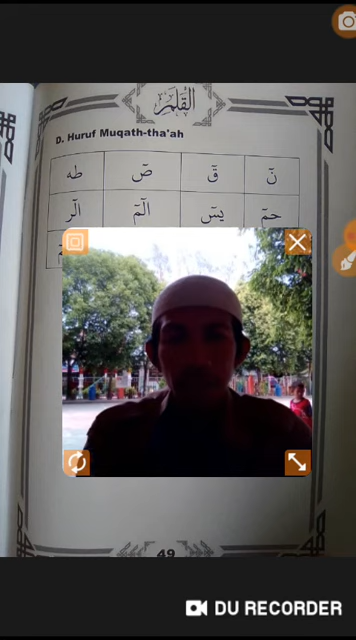 القلم
D. Huruf Muqath-tha'ah
نٓ قٓ صٓ طه
حمٓ يسٓ الٓمٓ الٓر
49
DU RECORDER